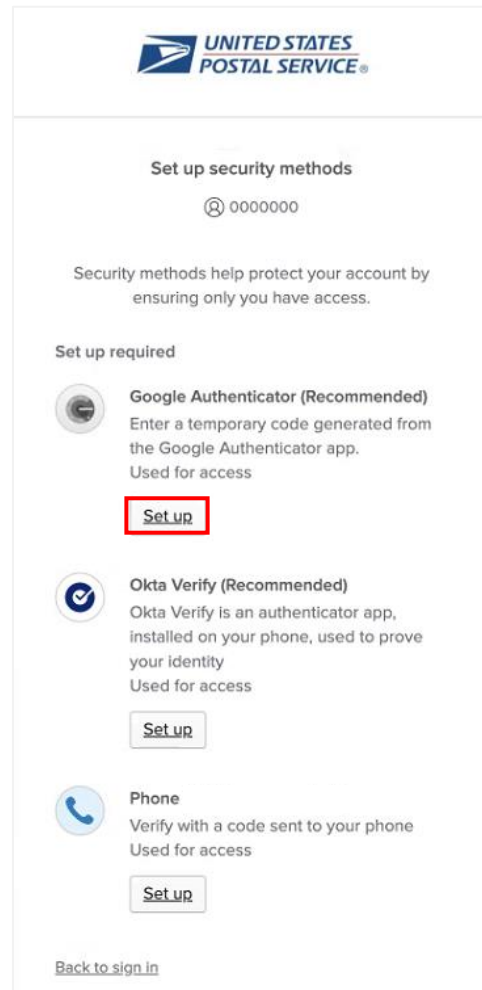 UNITED STATES
POSTAL SERVICE®
Set up security methods
0000000
Security methods help protect your account by
ensuring only you have access.
Set up required
Google Authenticator (Recommended)
Enter a temporary code generated from
the Google Authenticator app.
Used for access
Set up
Okta Verify (Recommended)
Okta Verify is an authenticator app,
installed on your phone, used to prove
your identity
Used for access
Set up
Phone
Verify with a code sent to your phone
Used for access
Set up
Back to sign in